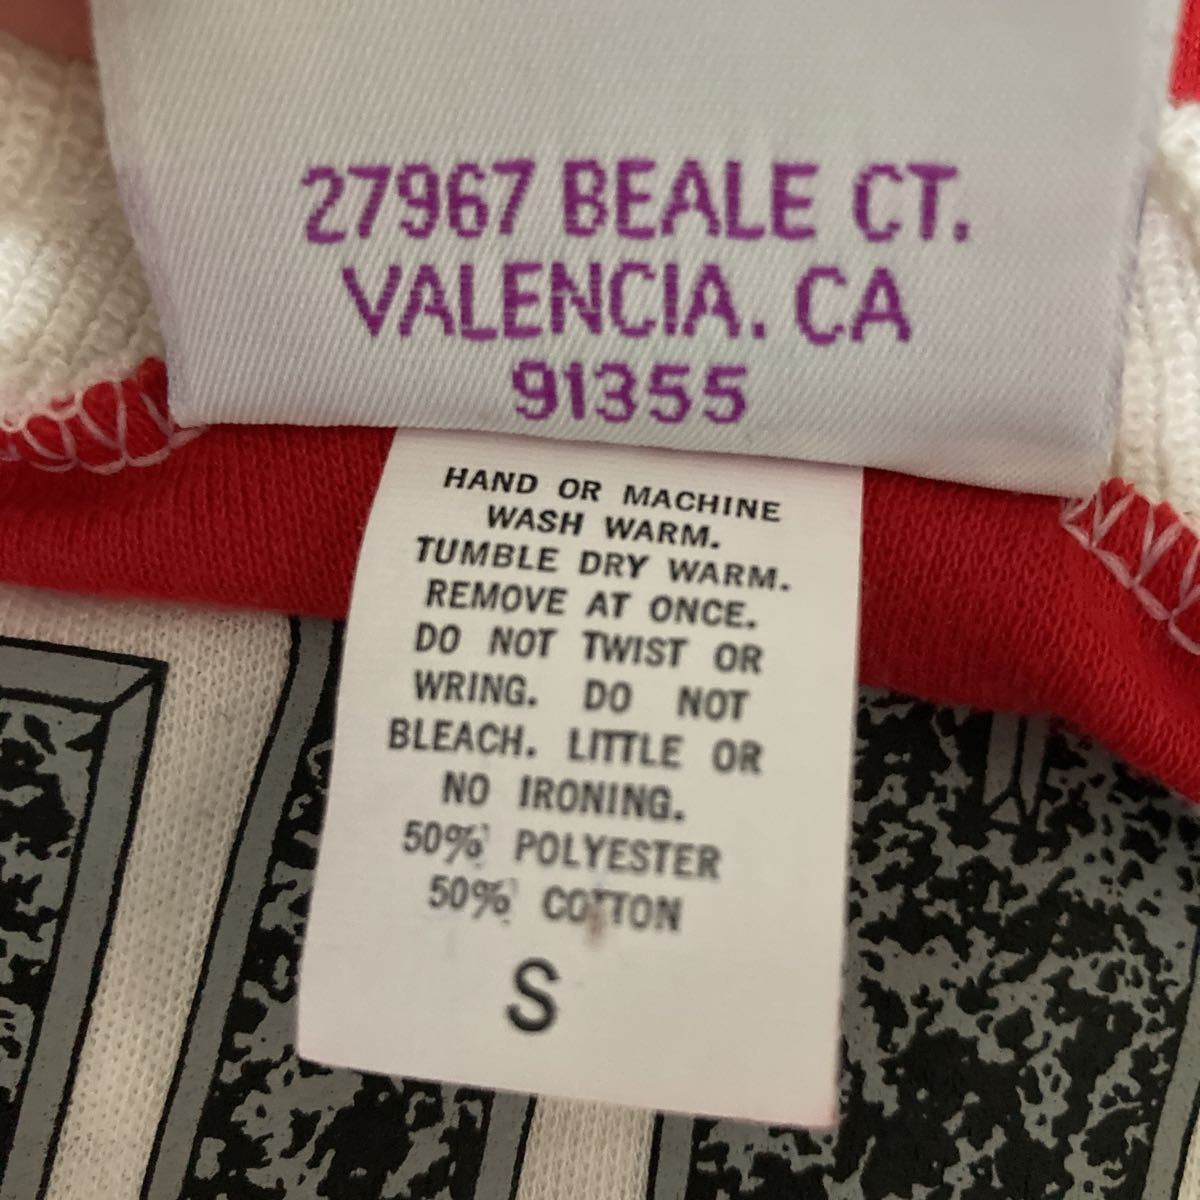 27967 BEALE CT.
VALENCIA. CA
91355
HAND OR MACHINE
WASH WARM.
TUMBLE DRY WARM.
REMOVE AT ONCE.
DO NOT TWIST OR
WRING. DO NOT
BLEACH. LITTLE OR
NO IRONING.
50% POLYESTER
50% COTTON
S